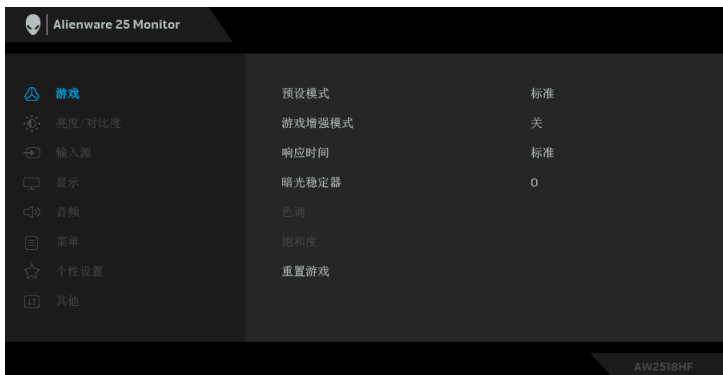 Alienware 25 Monitor
游戏
预设模式 标准
亮度/对比度
游戏增强模式 关
输入源
响应时间 标准
显示
暗光稳定器 0
音频
色调
菜单
饱和度
个性设置
重置游戏
其他
AW2518HF